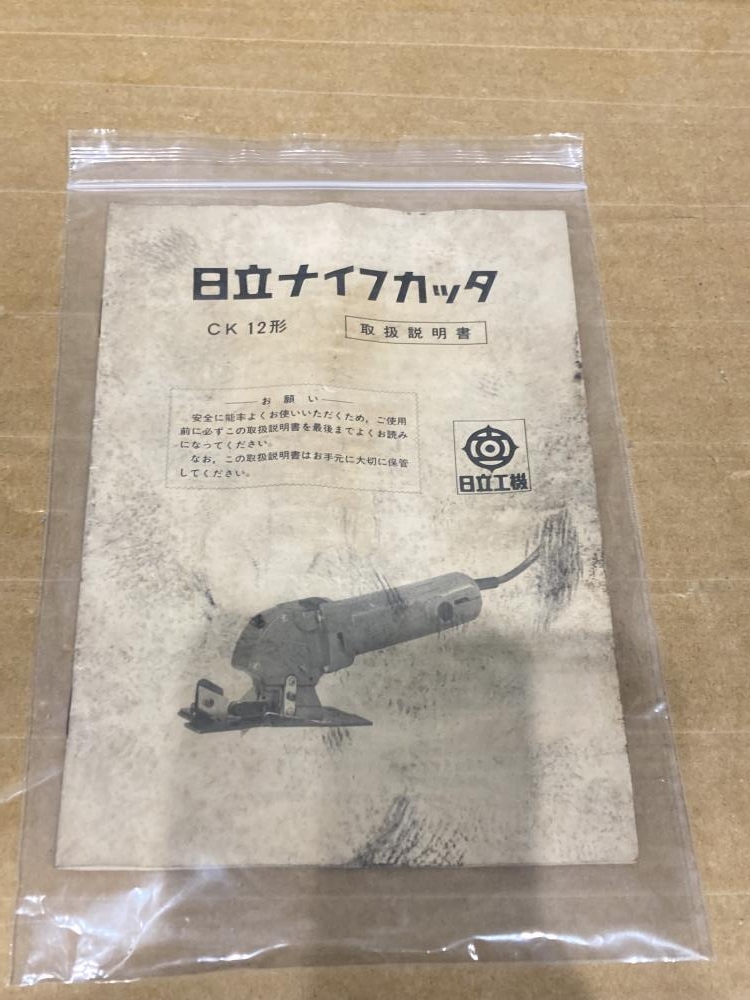 日立ナイフカッタ
CK 12形
取扱説明書
お願い
安全に能率よくお使いいただくため，ご使用
前に必ずこの取扱説明書を最後までよくお読み
になってください。
なお，この取扱説明書はお手元に大切に保管
してください。
日立工機